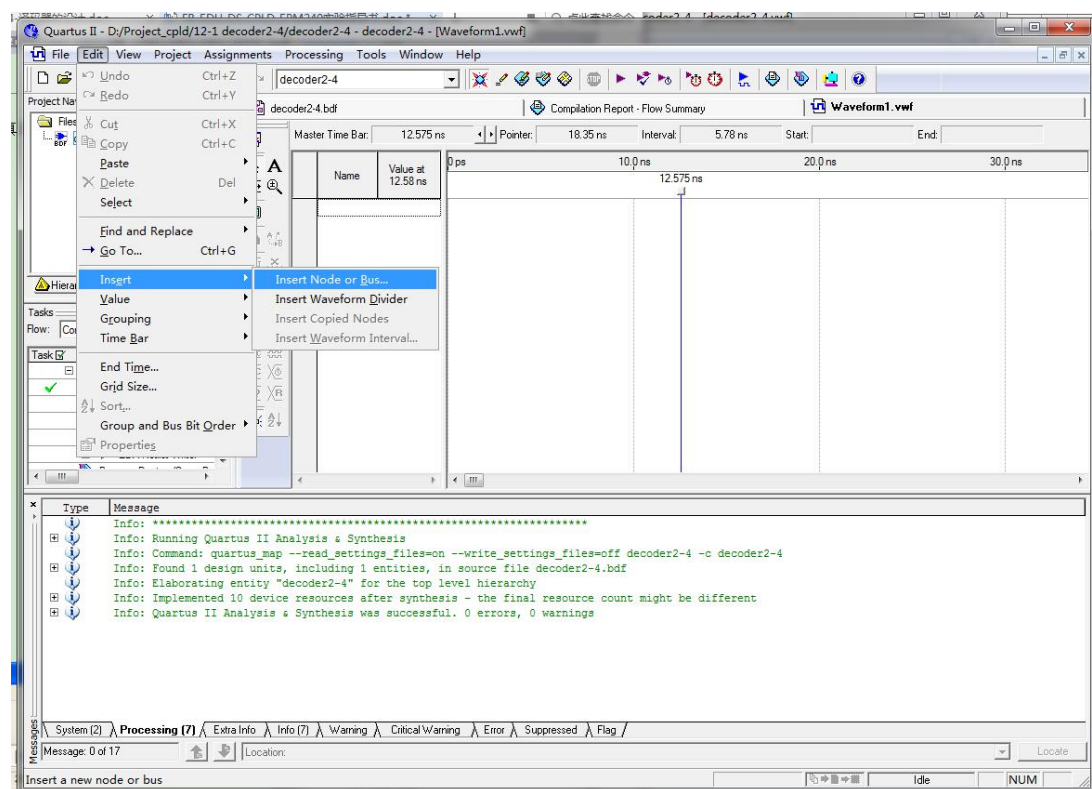 Quartus II - D:/Project_cpld/12-1 decoder2-4/decoder2-4 - decoder2-4 - [Waveform1.vwf]
File Edit View Project Assignments Processing Tools Window Help
decoder2-4
Undo Ctrl+Z
Redo Ctrl+Y
Cut Ctrl+X
Copy Ctrl+C
Paste
Delete Del
Select
Find and Replace
Go To... Ctrl+G
Insert
Value
Grouping
Time Bar
End Time...
Grid Size...
Sort...
Group and Bus Bit Order
Properties
Insert Node or Bus...
Insert Waveform Divider
Insert Copied Nodes
Insert Waveform Interval...
Project Na
Files
Hiera
Tasks
Flow: Co
Task
decoder2-4.bdf
Compilation Report - Flow Summary
Waveform1.vwf
Master Time Bar: 12.575 ns Pointer: 18.35 ns Interval: 5.78 ns Start: End:
Name
Value at
12.58 ns
0 ps 10.0 ns 20.0 ns 30.0 ns
12.575 ns
Type Message
Info: *******************************************************************
Info: Running Quartus II Analysis & Synthesis
Info: Command: quartus_map --read_settings_files=on --write_settings_files=off decoder2-4 -c decoder2-4
Info: Found 1 design units, including 1 entities, in source file decoder2-4.bdf
Info: Elaborating entity "decoder2-4" for the top level hierarchy
Info: Implemented 10 device resources after synthesis - the final resource count might be different
Info: Quartus II Analysis & Synthesis was successful. 0 errors, 0 warnings
System (2) Processing (7) Extra Info Info (7) Warning Critical Warning Error Suppressed Flag
Messages
Message: 0 of 17 Location: Locate
Insert a new node or bus Idle NUM